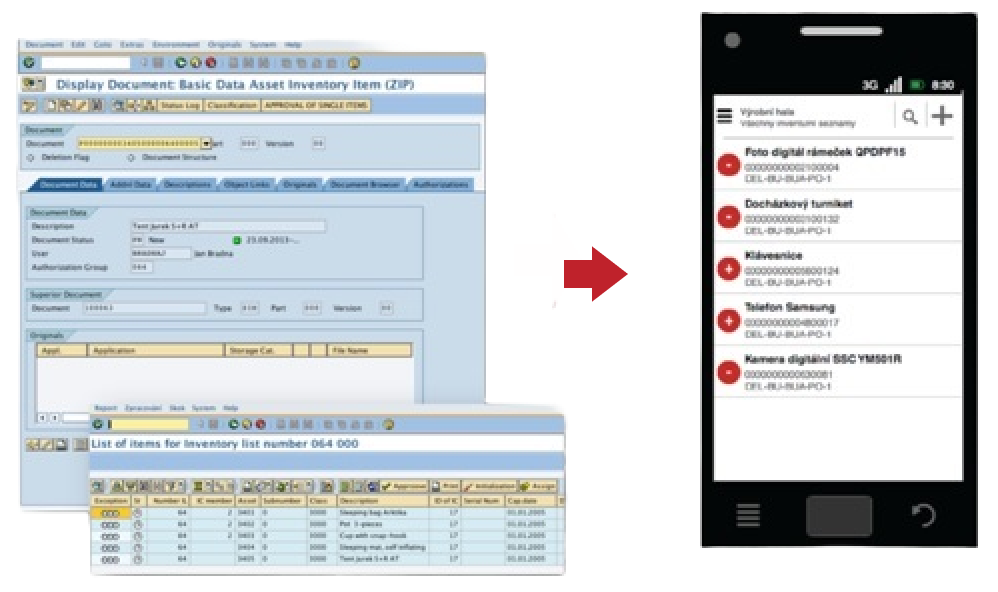 Document Edit Goto Extras Environment Originals System Help
Display Document: Basic Data Asset Inventory Item (ZIP)
Status Log Classification APPROVAL OF SINGLE ITEMS
Document
Document Part 000 Version 00
Deletion Flag Document Structure
Document Data Addnl Data Descriptions Object Links Originals Document Browser Authorizations
Document Data
Description Tent Jurek S+R AT
Document Status New 23.09.2013-...
User Jan Bradna
Authorization Group 064
Superior Document
Document Type Part 000 Version 00
Originals
Appl. Application Storage Cat. File Name
Report Zpracování Skok System Help
List of items for Inventory list number 064 000
Approve Print Initialization Assign
Exception St Number IL IC member Asset Subnumber Class Description ID of IC Serial Num Cap.date
64 2 0401 0 3000 Sleeping bag Arktika 17 01.01.2005
64 2 0402 0 3000 Pot 3-pieces 17 01.01.2005
64 2 0403 0 3000 Cup with snap-hook 17 01.01.2005
64 0404 0 3000 Sleeping mat, self inflating 17 01.01.2005
64 0405 0 3000 Tent Jurek S+R AT 17 01.01.2005
3G 8:30
Výrobní hala
Všechny inventurní seznamy
Foto digitál rámeček QPDPF15
000000000002100004
DEL-BU-BUA-PO-1
Docházkový turniket
000000000002100132
DEL-BU-BUA-PO-1
Klávesnice
000000000005800124
DEL-BU-BUA-PO-1
Telefon Samsung
000000000004800017
DEL-BU-BUA-PO-1
Kamera digitální SSC YM501R
DEL-BU-BUA-PO-1